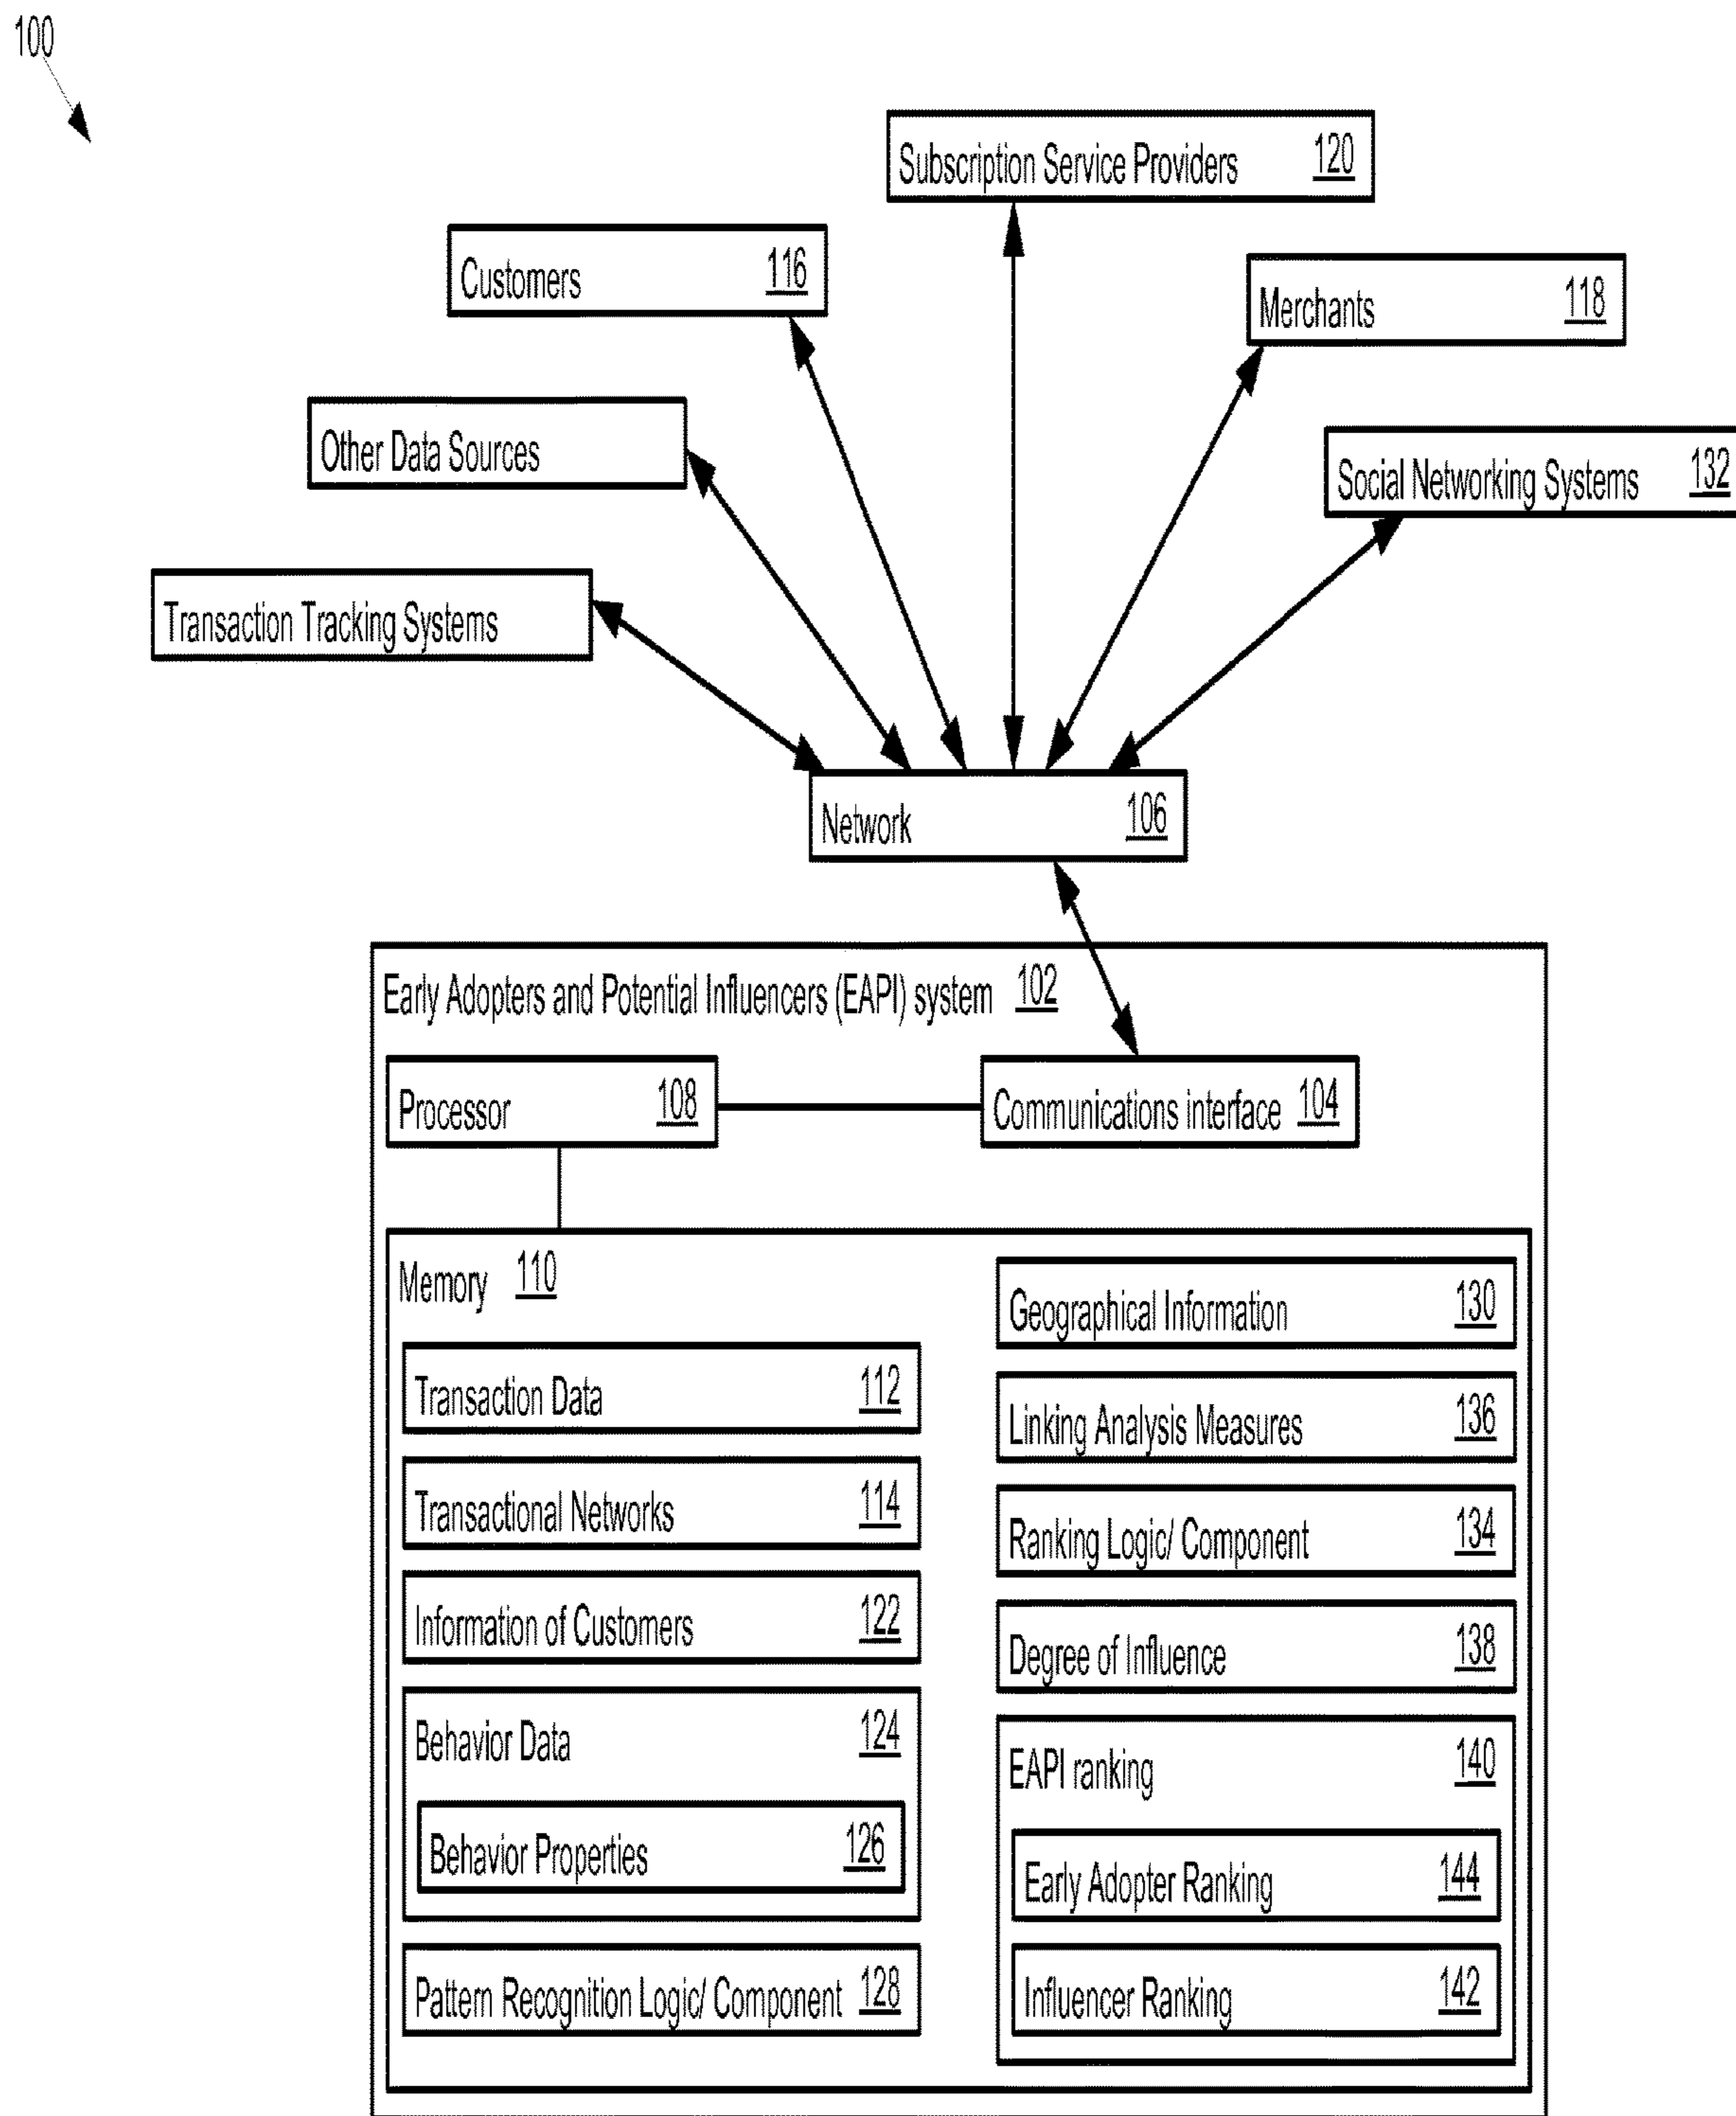 100
Subscription Service Providers 120
Customers 116
Merchants 118
Other Data Sources
Social Networking Systems 132
Transaction Tracking Systems
Network 106
Early Adopters and Potential Influencers (EAPI) system 102
Processor 108
Communications interface 104
Memory 110
Transaction Data 112
Transactional Networks 114
Information of Customers 122
Behavior Data 124
Behavior Properties 126
Pattern Recognition Logic/ Component 128
Geographical Information 130
Linking Analysis Measures 136
Ranking Logic/ Component 134
Degree of Influence 138
EAPI ranking 140
Early Adopter Ranking 144
Influencer Ranking 142